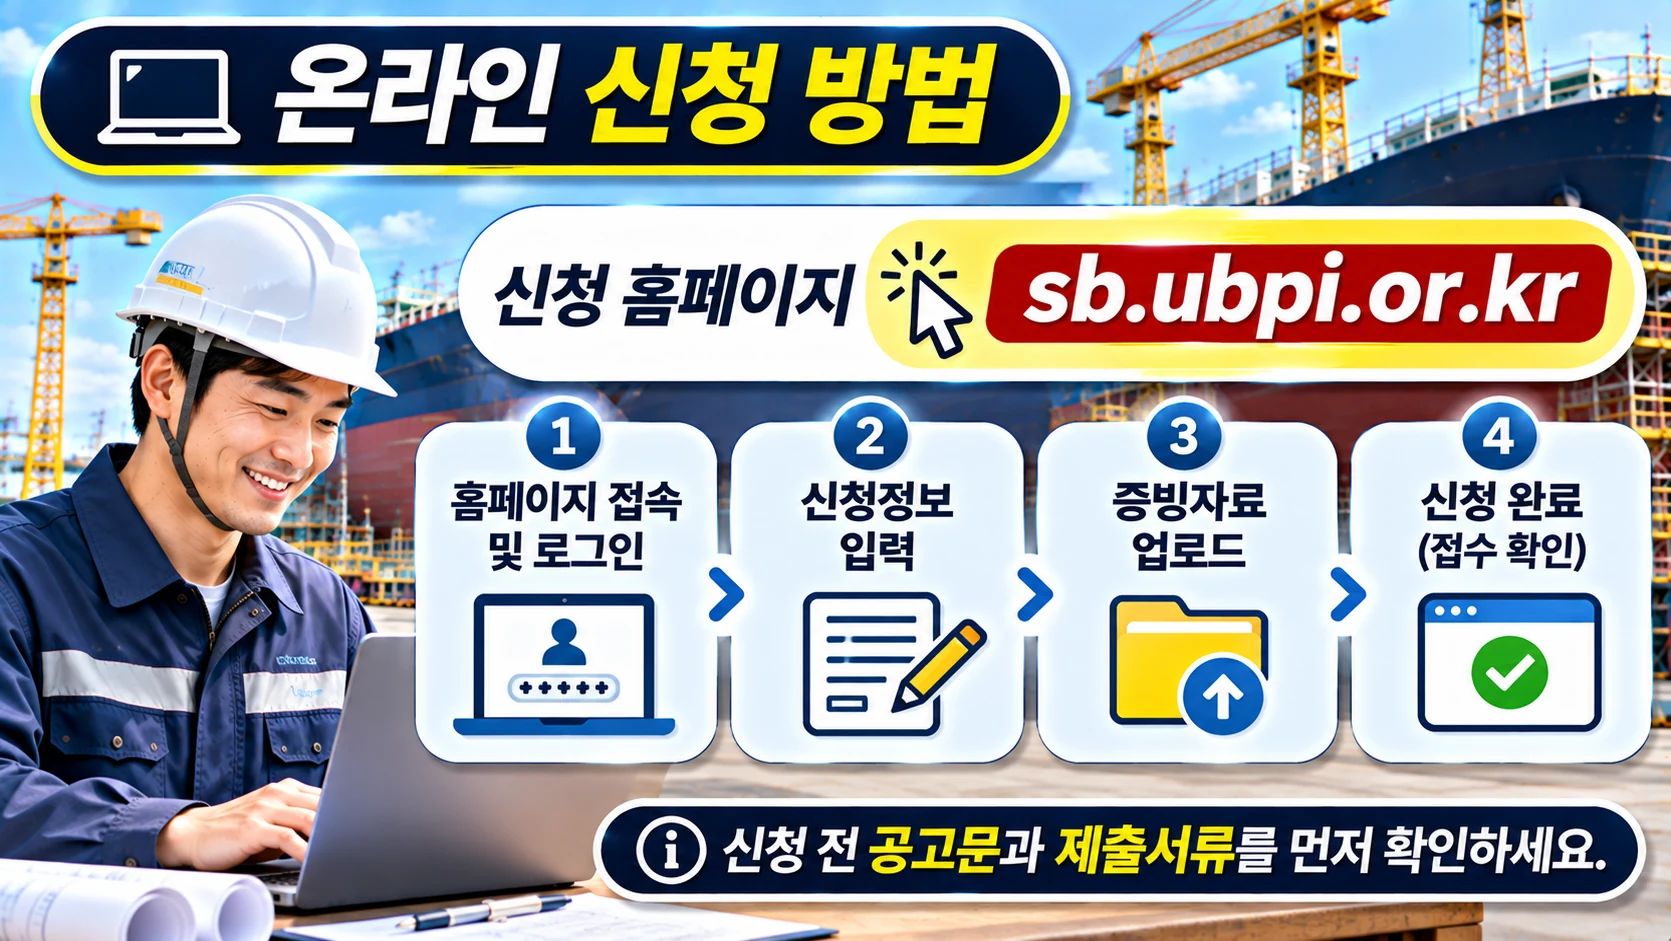 온라인 신청 방법
신청 홈페이지
sb.ubpi.or.kr
1
홈페이지 접속
및 로그인
2
신청정보
입력
3
증빙자료
업로드
4
신청 완료
(접수 확인)
신청 전 공고문과 제출서류를 먼저 확인하세요.